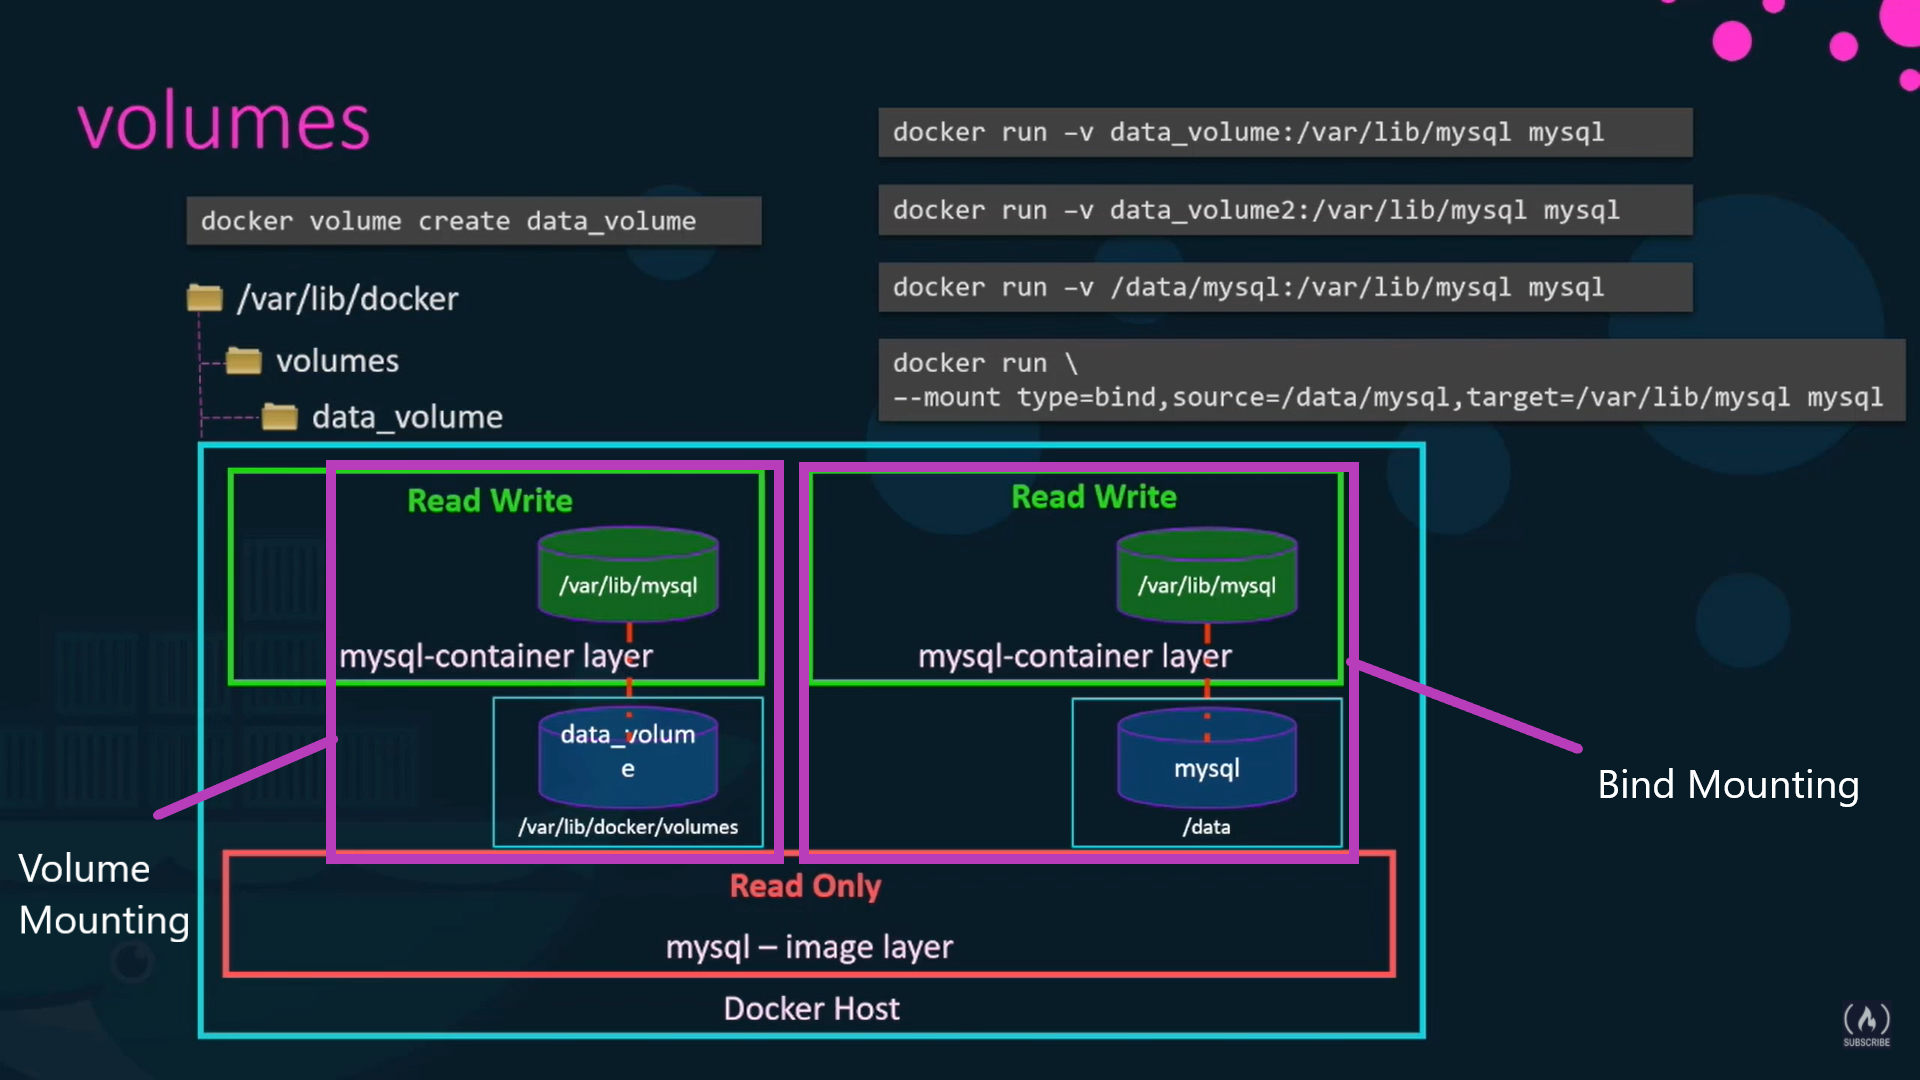 volumes
docker volume create data_volume
/var/lib/docker
volumes
data_volume
docker run –v data_volume:/var/lib/mysql mysql
docker run –v data_volume2:/var/lib/mysql mysql
docker run –v /data/mysql:/var/lib/mysql mysql
docker run \
--mount type=bind,source=/data/mysql,target=/var/lib/mysql mysql
Read Write
/var/lib/mysql
mysql-container layer
data_volum
e
/var/lib/docker/volumes
Read Write
/var/lib/mysql
mysql-container layer
mysql
/data
Volume
Mounting
Bind Mounting
Read Only
mysql – image layer
Docker Host
SUBSCRIBE